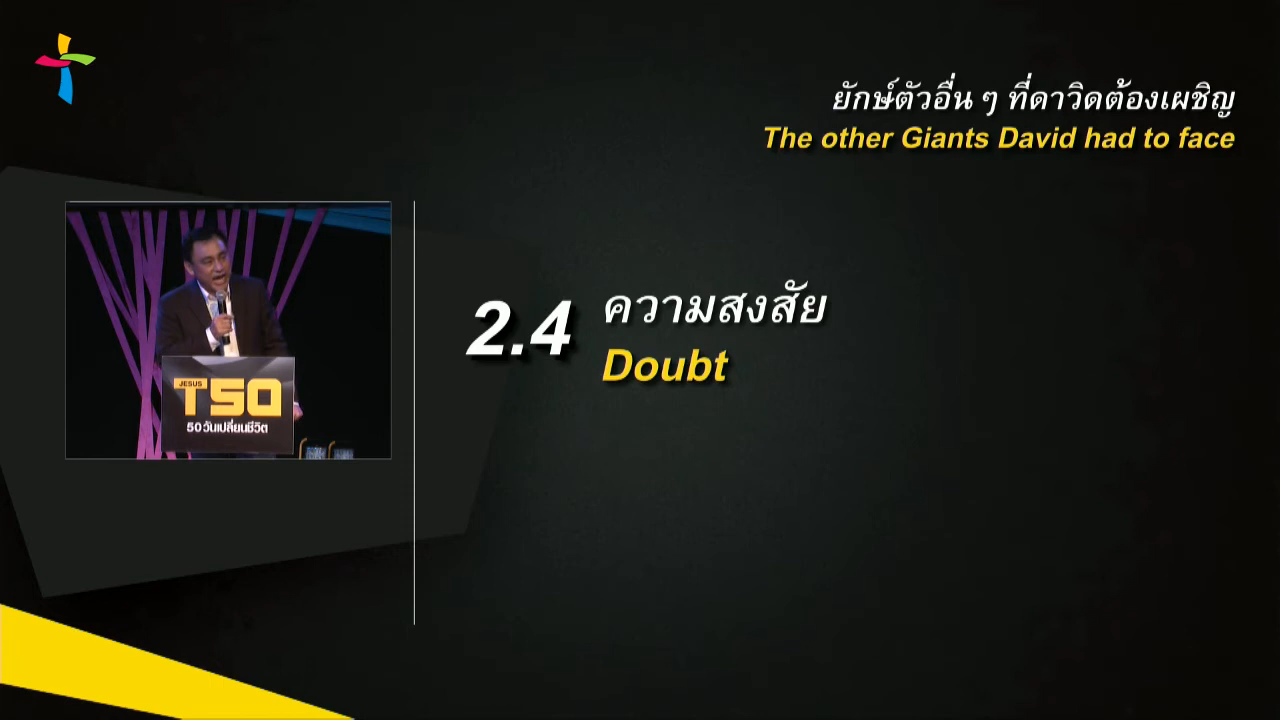 ยักษ์ตัวอื่น ๆ ที่ดาวิดต้องเผชิญ
The other Giants David had to face
2.4
ความสงสัย
Doubt
JESUS
T50
50 วันเปลี่ยนชีวิต